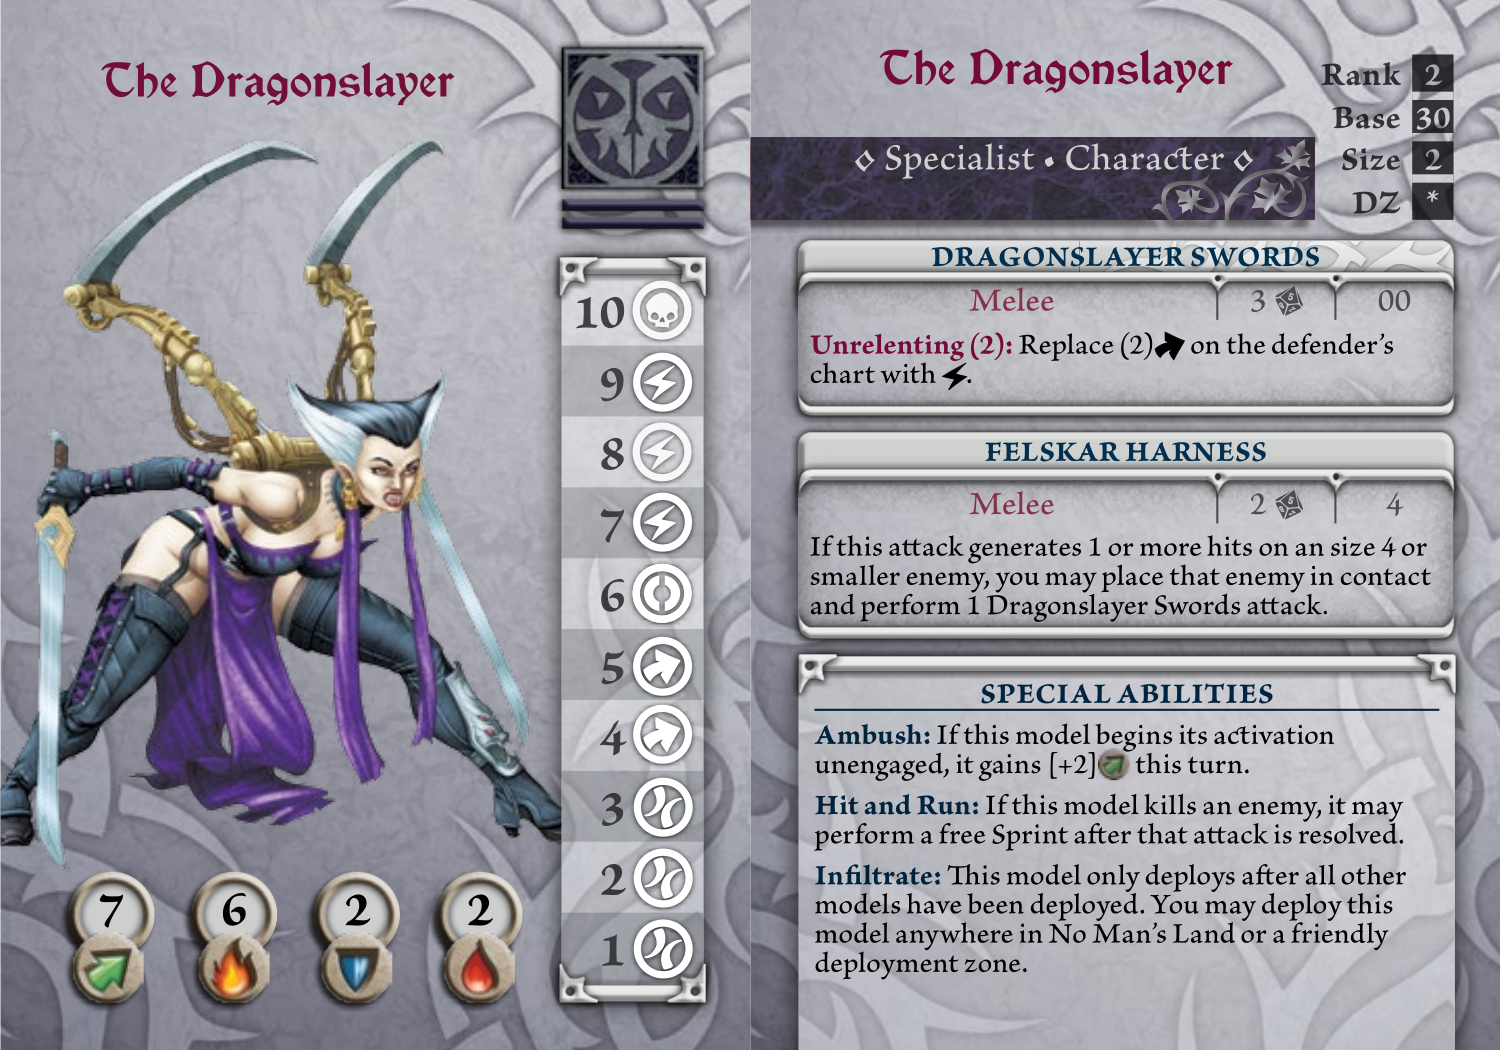 The Dragonslayer
10
9
8
7
6
5
4
3
2
1
7 6 2 2
The Dragonslayer
Rank 2
Base 30
Size 2
DZ *
◇ Specialist • Character ◇
DRAGONSLAYER SWORDS
Melee 3 00
Unrelenting (2): Replace (2) on the defender's
chart with .
FELSKAR HARNESS
Melee 2 4
If this attack generates 1 or more hits on an size 4 or
smaller enemy, you may place that enemy in contact
and perform 1 Dragonslayer Swords attack.
SPECIAL ABILITIES
Ambush: If this model begins its activation
unengaged, it gains [+2] this turn.
Hit and Run: If this model kills an enemy, it may
perform a free Sprint after that attack is resolved.
Infiltrate: This model only deploys after all other
models have been deployed. You may deploy this
model anywhere in No Man's Land or a friendly
deployment zone.